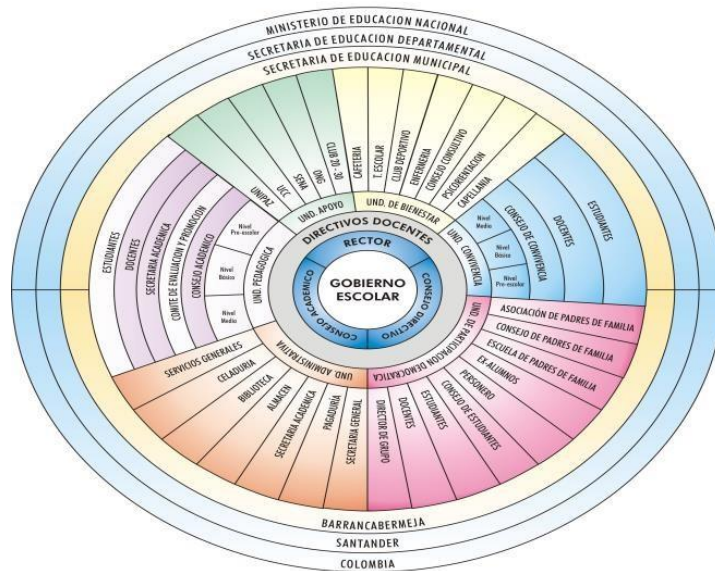 MINISTERIO DE EDUCACION NACIONAL
SECRETARIA DE EDUCACION DEPARTAMENTAL
SECRETARIA DE EDUCACION MUNICIPAL
UNIPAZ
UCC
SENA
ONG
CLUB 20 - 30
UND. APOYO
CAFETERIA
T. ESCOLAR
CLUB DEPORTIVO
ENFERMERIA
CONSEJO CONSULTIVO
PSICORIENTACION
CAPELLANIA
UND. DE BIENESTAR
ESTUDIANTES
DOCENTES
SECRETARIA ACADEMICA
COMITE DE EVALUACION Y PROMOCION
CONSEJO ACADEMICO
Nivel
Pre-escolar
Nivel
Básico
Nivel
Medio
UND. PEDAGOGICA
UND. CONVIVENCIA
Nivel
Medio
Nivel
Básico
Nivel
Pre-escolar
CONSEJO DE CONVIVENCIA
DOCENTES
ESTUDIANTES
DIRECTIVOS DOCENTES
RECTOR
CONSEJO ACADEMICO
CONSEJO DIRECTIVO
GOBIERNO
ESCOLAR
UND. ADMINISTRATIVA
SERVICIOS GENERALES
CELADURIA
BIBLIOTECA
ALMACEN
SECRETARIA ACADEMICA
PAGADURIA
SECRETARIA GENERAL
UND. DE PARTICIPACION DEMOCRATICA
ASOCIACIÓN DE PADRES DE FAMILIA
CONSEJO DE PADRES DE FAMILIA
ESCUELA DE PADRES DE FAMILIA
EX-ALUMNOS
PERSONERO
CONSEJO DE ESTUDIANTES
ESTUDIANTES
DOCENTES
DIRECTOR DE GRUPO
BARRANCABERMEJA
SANTANDER
COLOMBIA